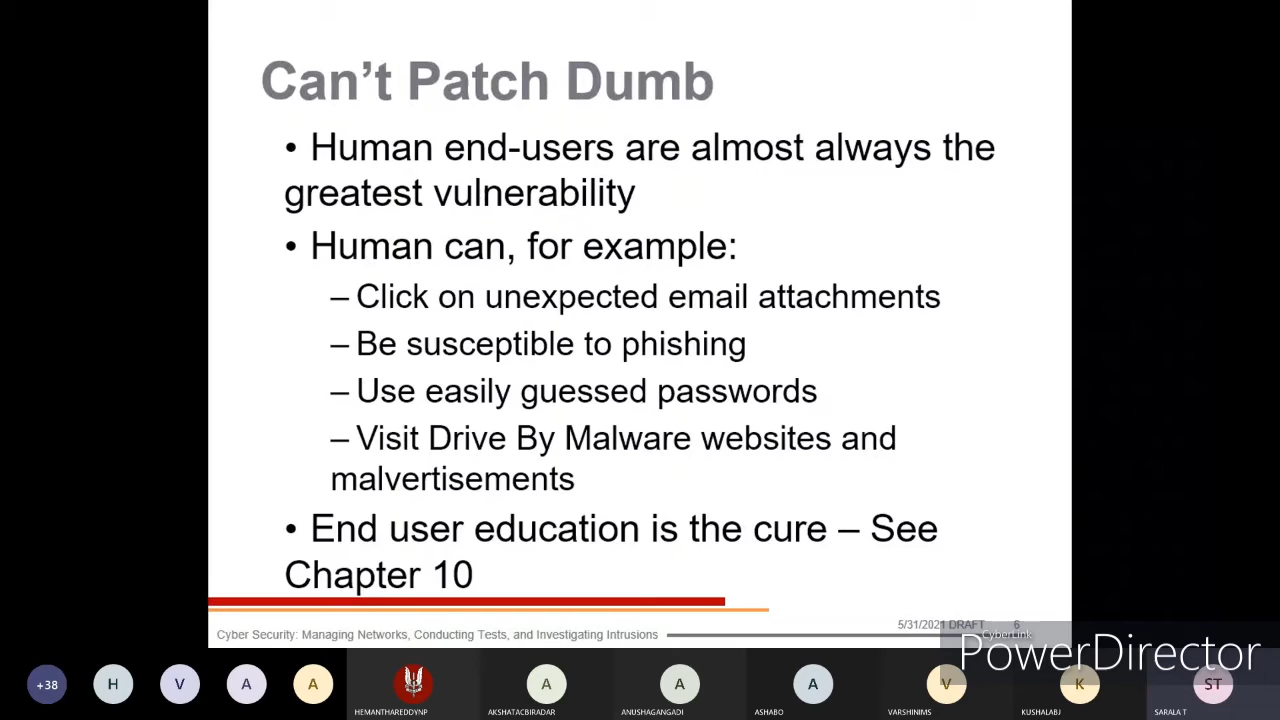 Can't Patch Dumb
• Human end-users are almost always the
greatest vulnerability
• Human can, for example:
– Click on unexpected email attachments
– Be susceptible to phishing
– Use easily guessed passwords
– Visit Drive By Malware websites and
malvertisements
• End user education is the cure – See
Chapter 10
5/31/2021 DRAFT 6
Cyber Security: Managing Networks, Conducting Tests, and Investigating Intrusions
CyberLink
PowerDirector
+38 H V A A A A A V K ST
HEMANTHAREDDYNP AKSHATACBIRADAR ANUSHAGANGADI ASHABO VARSHINIMS KUSHALABJ SARALA T